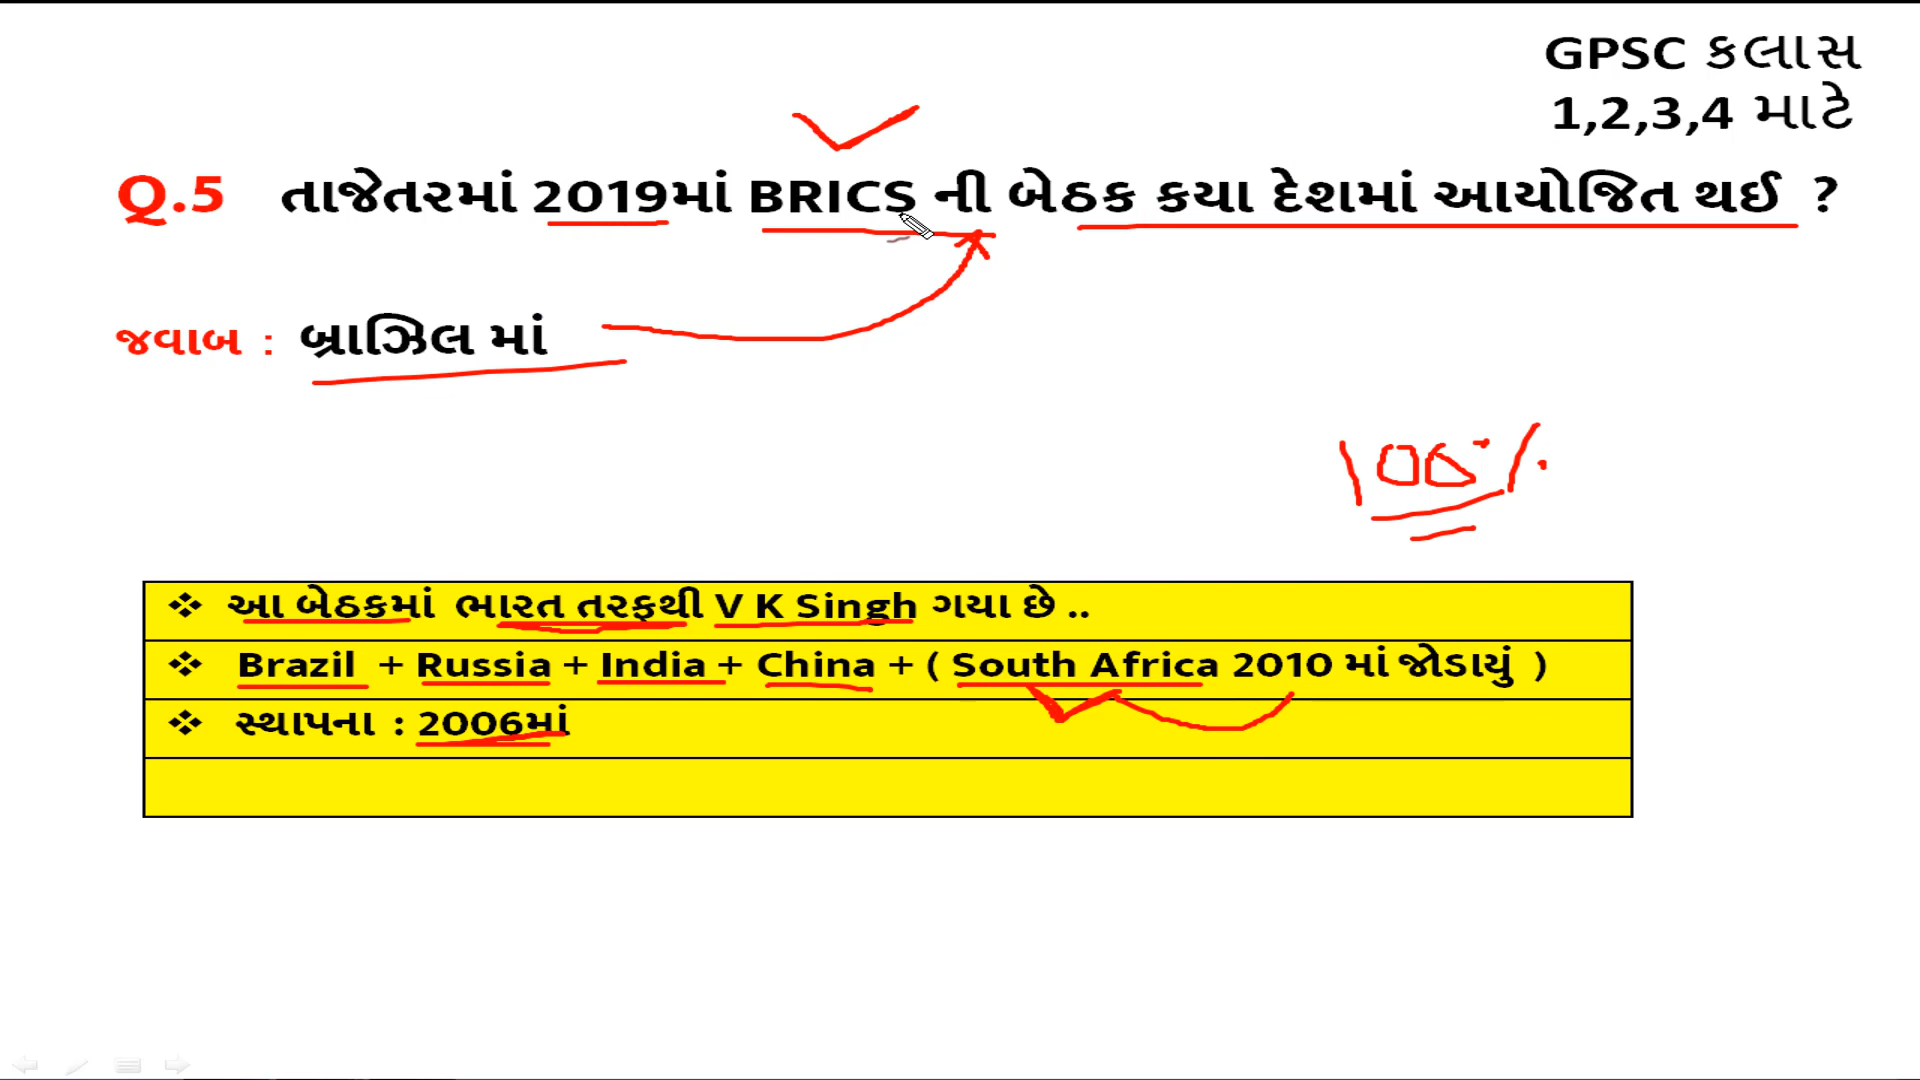 GPSC કલાસ
1,2,3,4 માટે
Q.5 તાજેતરમાં 2019માં BRICS ની બેઠક કયા દેશમાં આયોજિત થઈ ?
જવાબ : બ્રાઝિલ માં
100%
❖ આ બેઠકમાં ભારત તરફથી V K Singh ગયા છે ..
❖ Brazil + Russia + India + China + ( South Africa 2010 માં જોડાયું )
❖ સ્થાપના : 2006માં